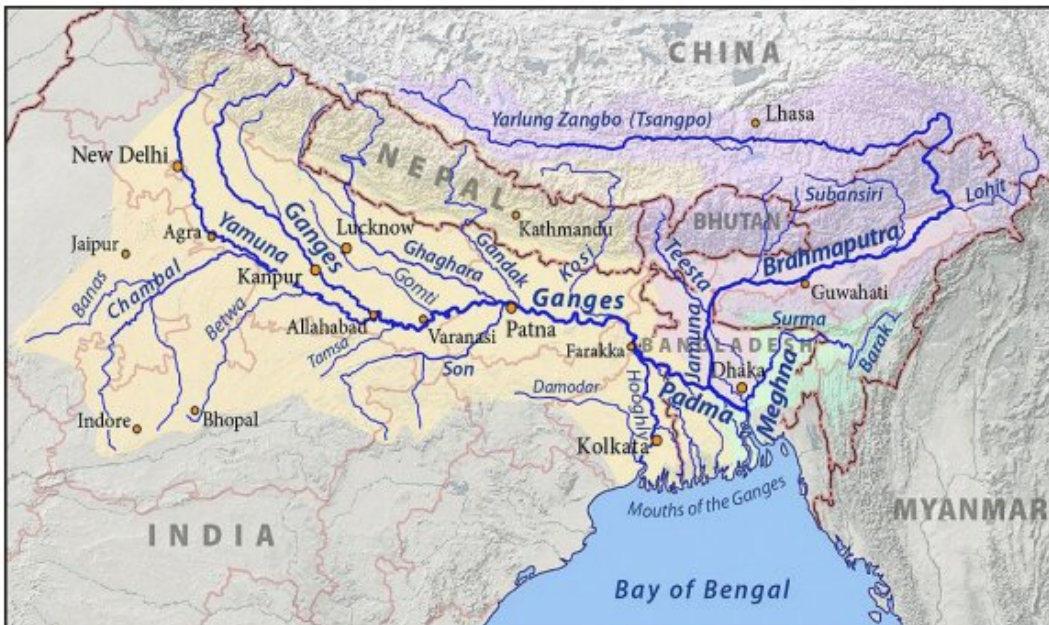 CHINA
Yarlung Zangbo (Tsangpo)
Lhasa
New Delhi
NEPAL
Subansiri
Lohit
BHUTAN
Kathmandu
Agra
Yamuna
Ganges
Lucknow
Ghaghara
Gandak
Kosi
Teesta
Brahmaputra
Jaipur
Banas
Chambal
Kanpur
Gomti
Ganges
Guwahati
Betwa
Allahabad
Varanasi
Patna
Surma
Barak
Tamsa
Son
Farakka
BANGLADESH
Jamuna
Dhaka
Meghna
Damodar
Hooghly
Padma
Indore
Bhopal
Kolkata
Mouths of the Ganges
INDIA
MYANMAR
Bay of Bengal